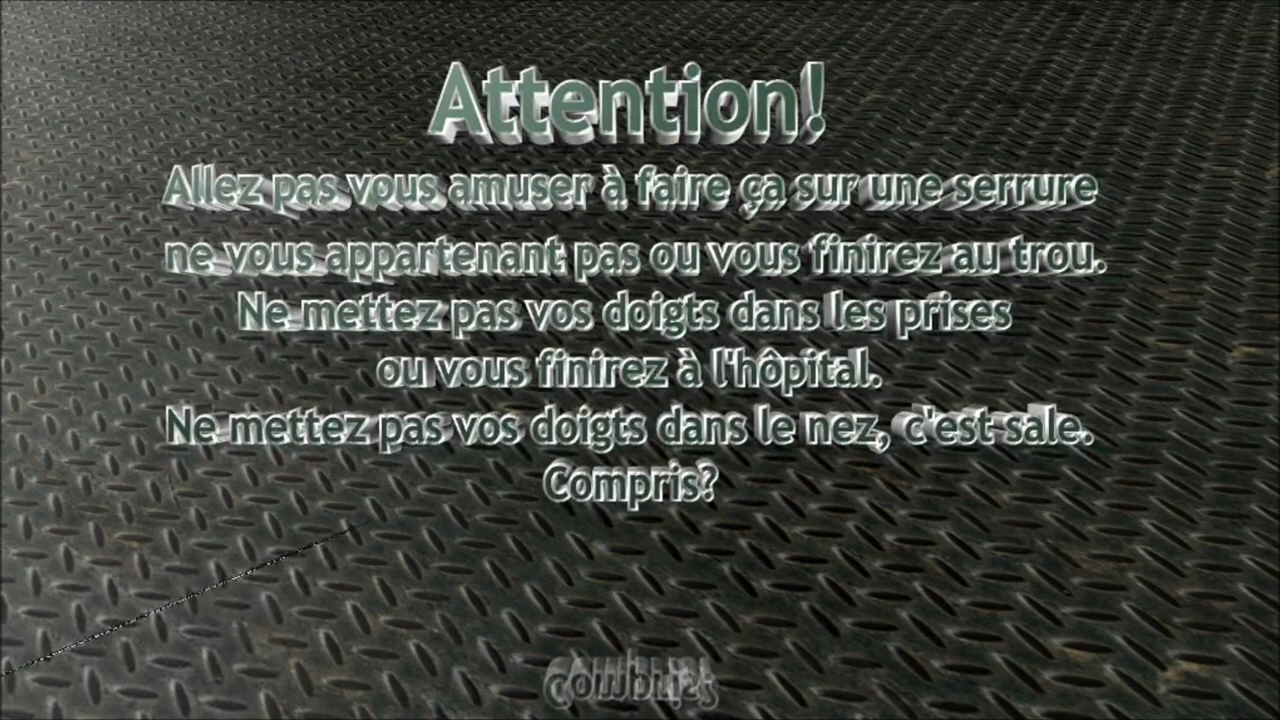 Attention!
Allez pas vous amuser à faire ça sur une serrure
ne vous appartenant pas ou vous finirez au trou.
Ne mettez pas vos doigts dans les prises
ou vous finirez à l'hôpital.
Ne mettez pas vos doigts dans le nez, c'est sale.
Compris?